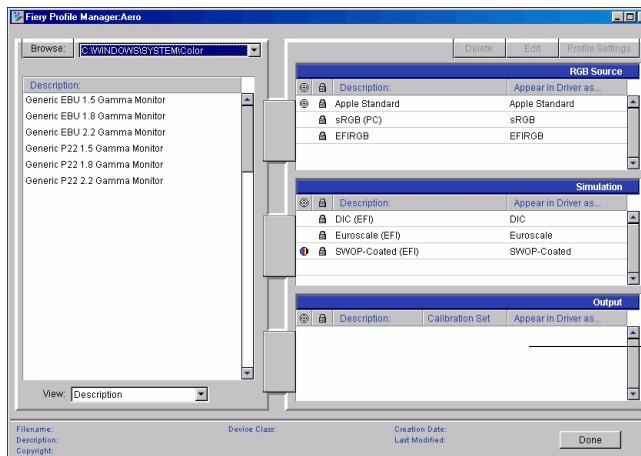 Fiery Profile Manager:Aero
Browse: C:\WINDOWS\SYSTEM\Color
Description:
Generic EBU 1.5 Gamma Monitor
Generic EBU 1.8 Gamma Monitor
Generic EBU 2.2 Gamma Monitor
Generic P22 1.5 Gamma Monitor
Generic P22 1.8 Gamma Monitor
Generic P22 2.2 Gamma Monitor
View: Description
Delete Edit Profile Settings
RGB Source
Description: Appear in Driver as...
Apple Standard Apple Standard
sRGB (PC) sRGB
EFIRGB EFIRGB
Simulation
Description: Appear in Driver as...
DIC (EFI) DIC
Euroscale (EFI) Euroscale
SWOP-Coated (EFI) SWOP-Coated
Output
Description: Calibration Set Appear in Driver as...
Filename: Device Class: Creation Date:
Description: Last Modified:
Copyright:
Done